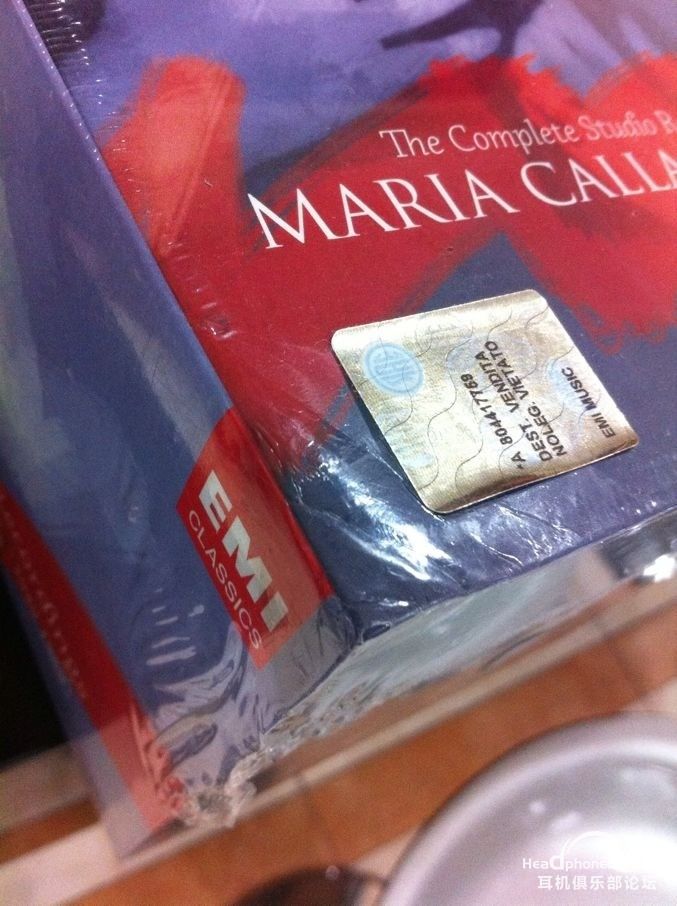 The Complete Studio
MARIA CALLA
*A 804417769
DEST. VENDITA
NOLEG. VIETATO
EMI MUSIC
EMI
CLASSICS
耳机俱乐部论坛